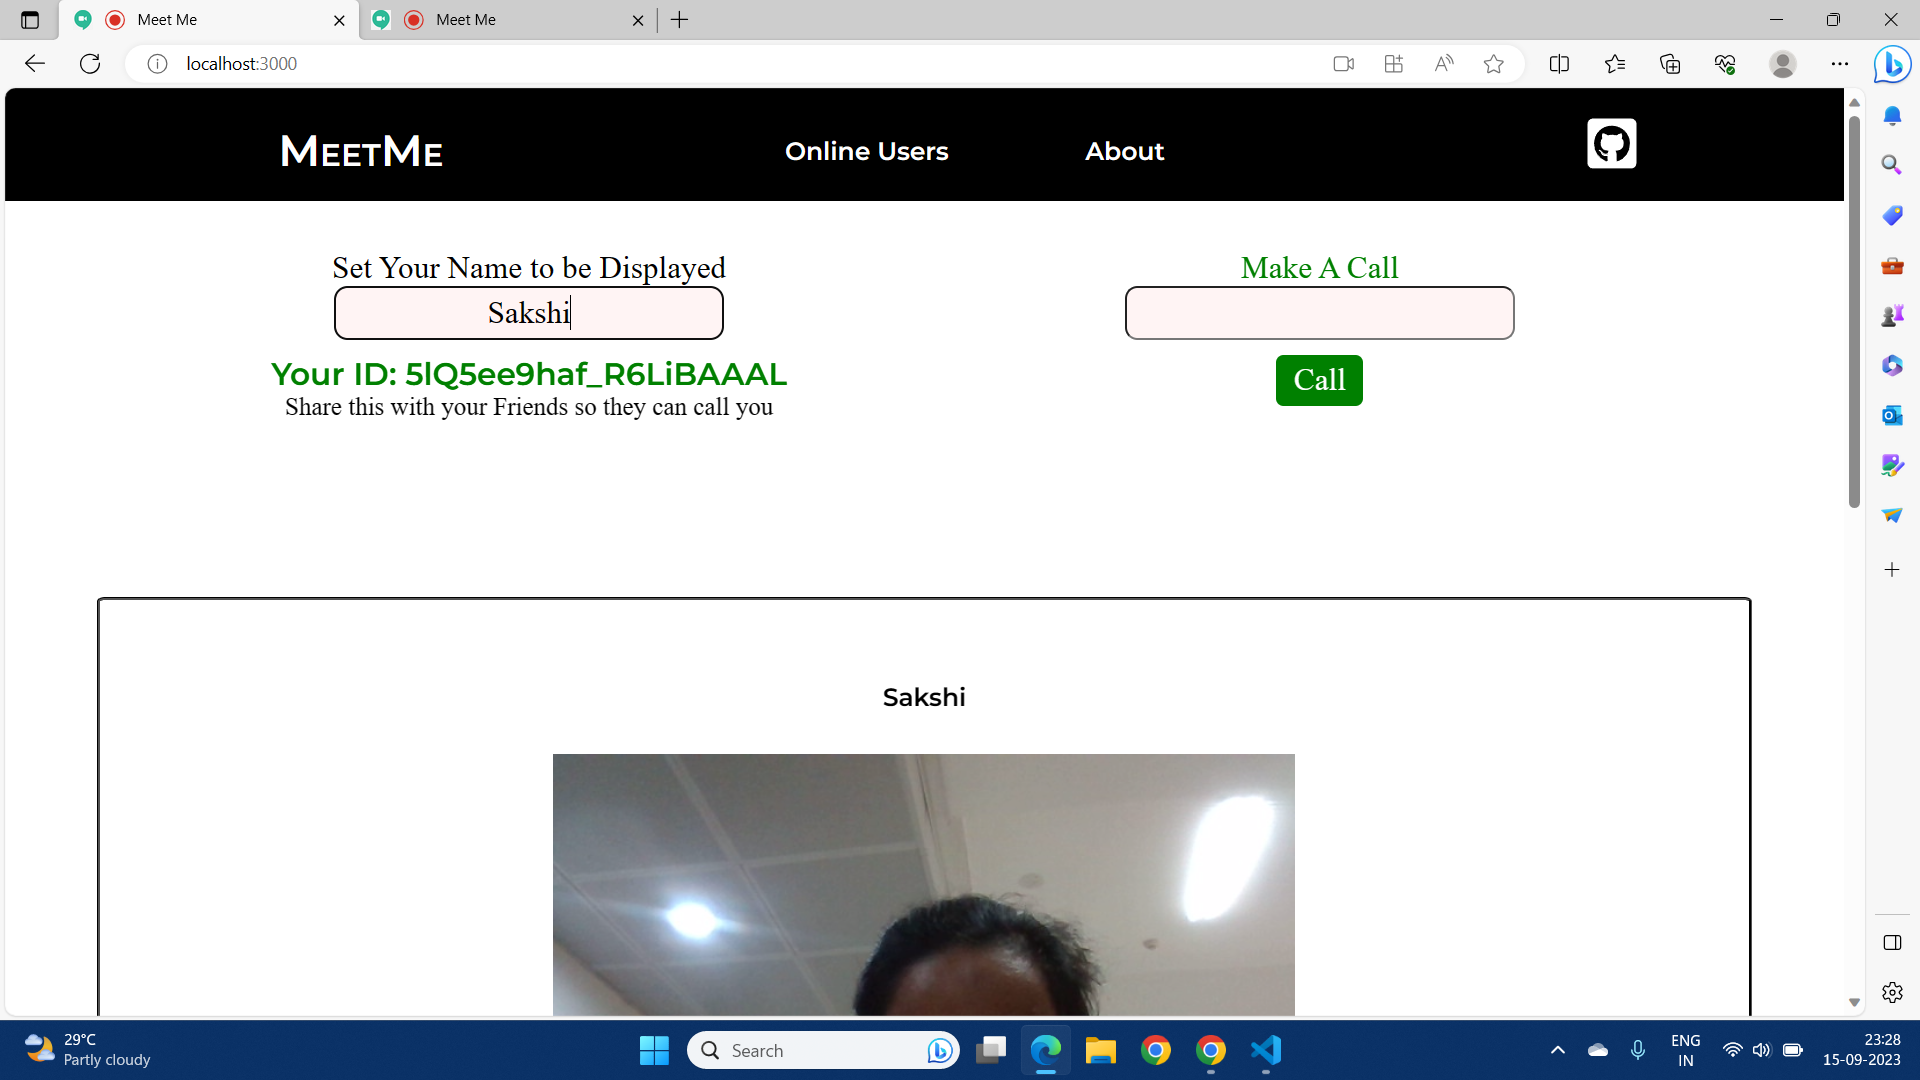 Meet Me
Meet Me
localhost:3000
MEETME
Online Users
About
Set Your Name to be Displayed
Sakshi
Your ID: 5lQ5ee9haf_R6LiBAAAL
Share this with your Friends so they can call you
Make A Call
Call
Sakshi
29°C
Partly cloudy
Search
ENG
IN
23:28
15-09-2023